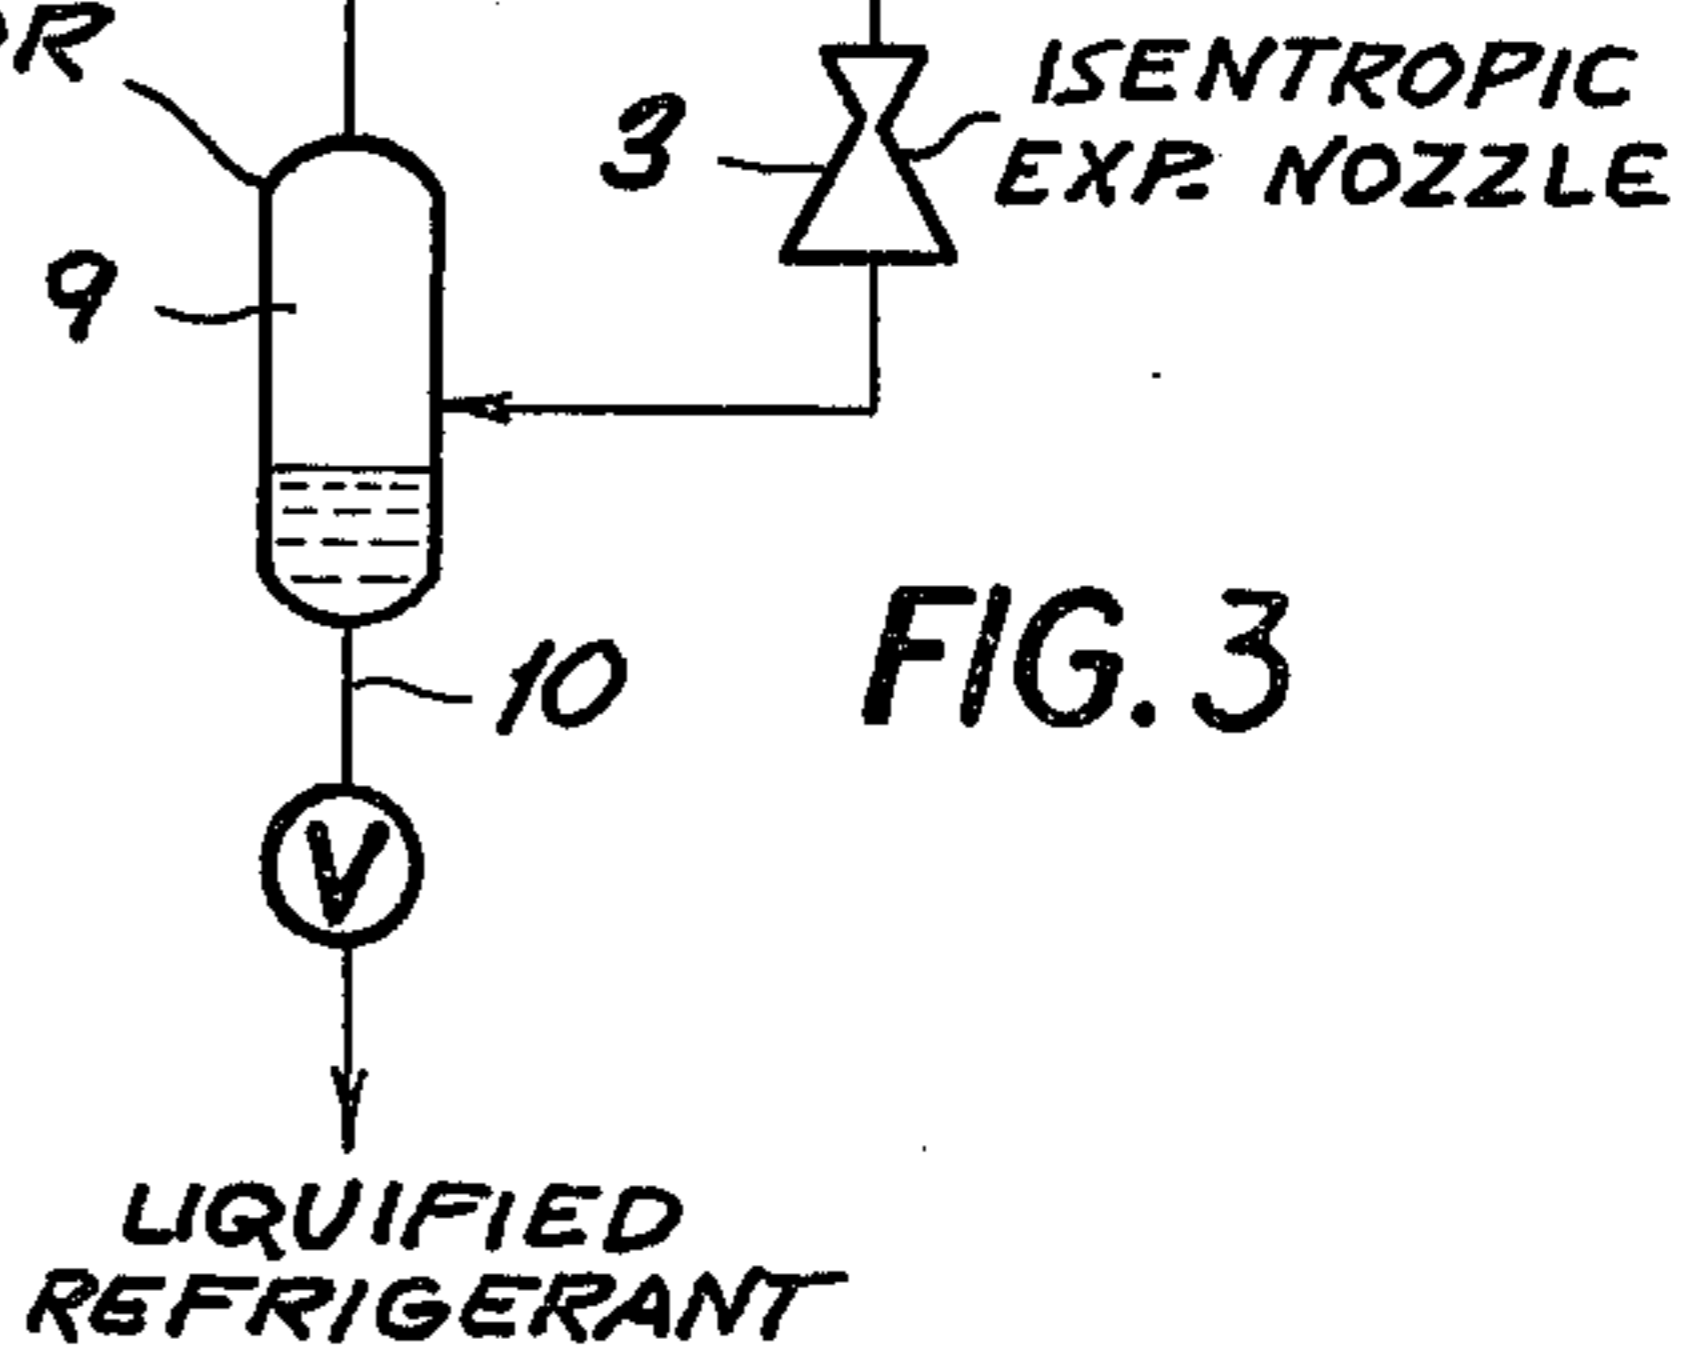 ISENTROPIC
EXP. NOZZLE
3
9
10
FIG. 3
V
LIQUIFIED
REFRIGERANT